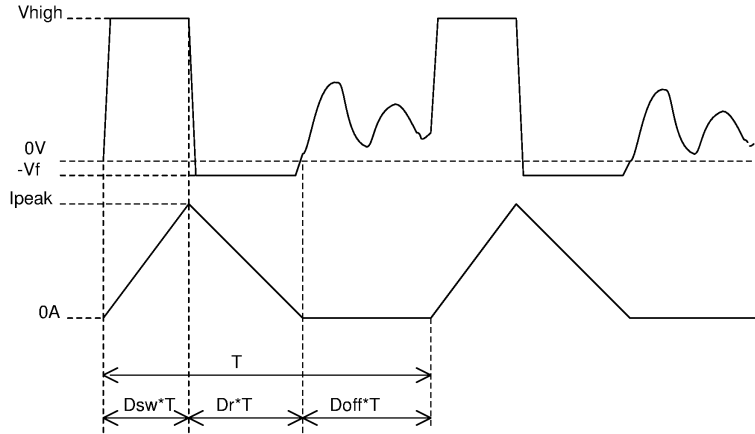 Vhigh
0V
-Vf
Ipeak
0A
T
Dsw*T
Dr*T
Doff*T